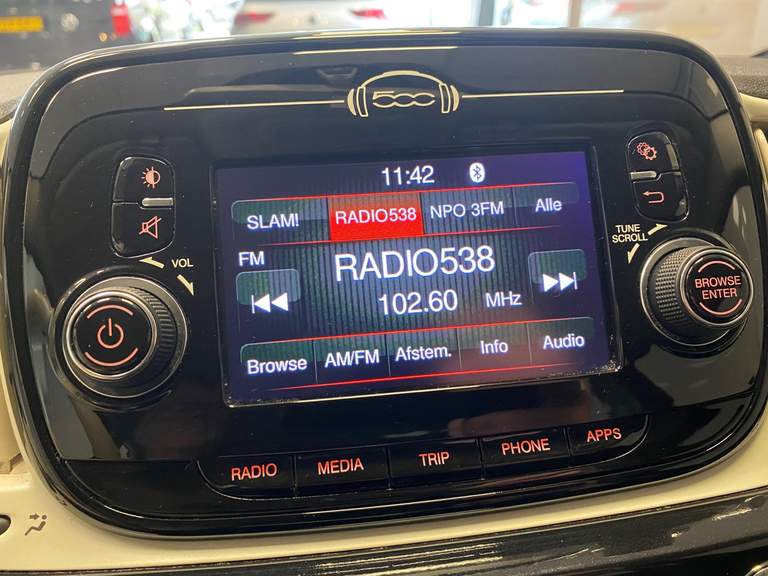 500
11:42
SLAM! RADIO538 NPO 3FM Alle
FM
RADIO538
102.60 MHz
Browse AM/FM Afstem. Info Audio
VOL
TUNE
SCROLL
BROWSE
ENTER
RADIO MEDIA TRIP PHONE APPS